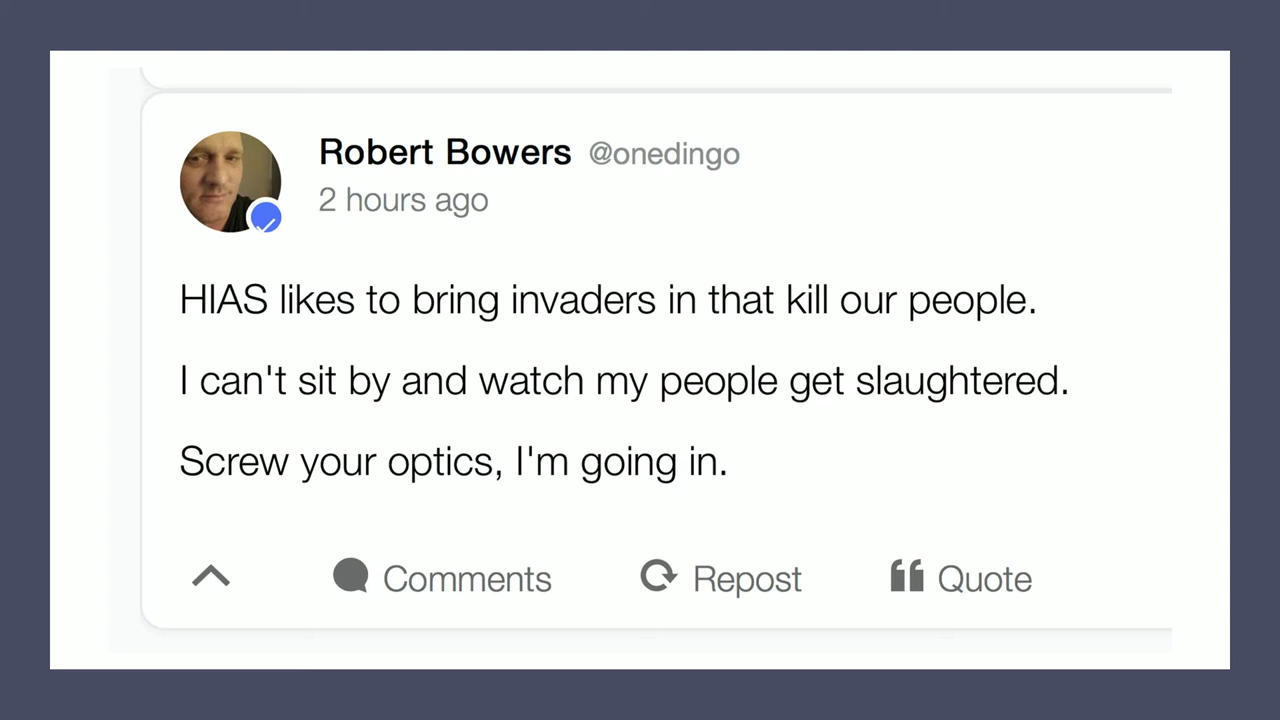 Robert Bowers @onedingo
2 hours ago
HIAS likes to bring invaders in that kill our people.
I can't sit by and watch my people get slaughtered.
Screw your optics, I'm going in.
Comments Repost Quote